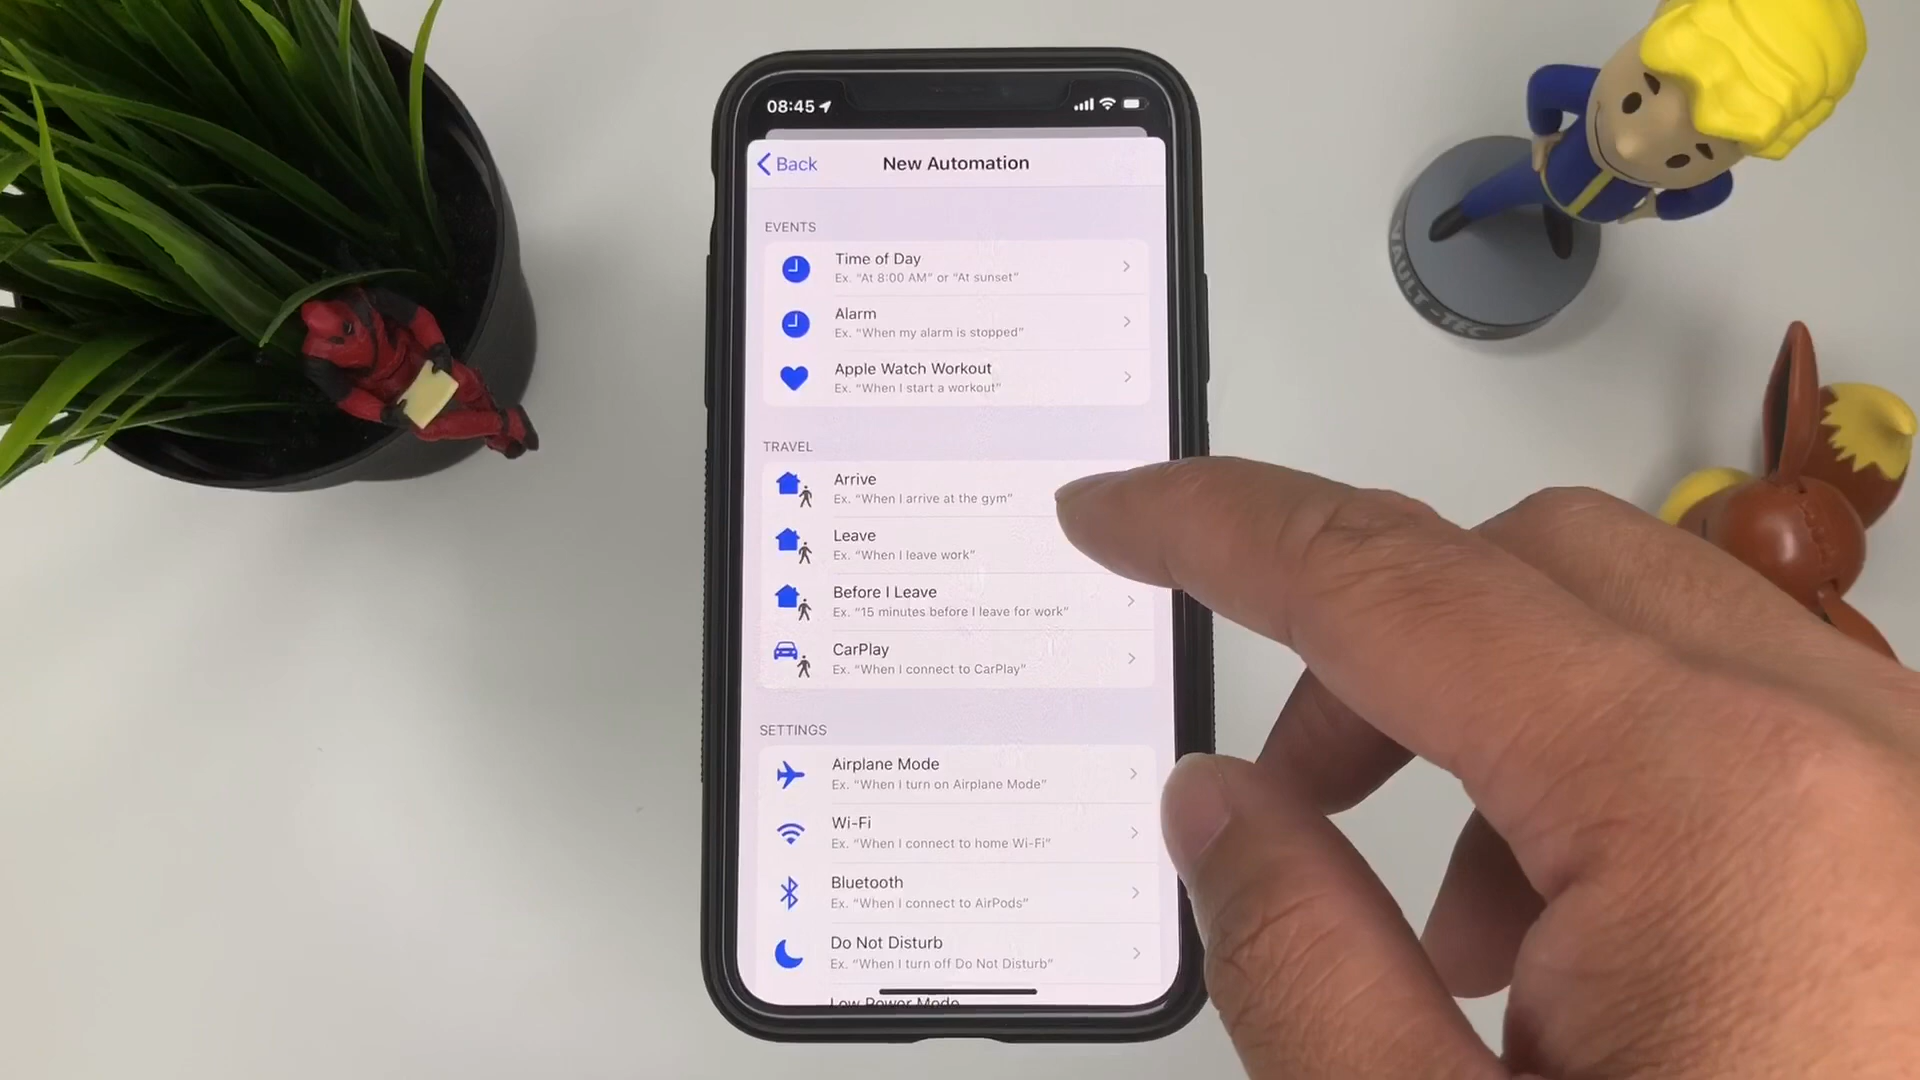 08:45
Back
New Automation
EVENTS
Time of Day
Ex. “At 8:00 AM” or “At sunset”
Alarm
Ex. “When my alarm is stopped”
Apple Watch Workout
Ex. “When I start a workout”
TRAVEL
Arrive
Ex. “When I arrive at the gym”
Leave
Ex. “When I leave work”
Before I Leave
Ex. “15 minutes before I leave for work”
CarPlay
Ex. “When I connect to CarPlay”
SETTINGS
Airplane Mode
Ex. “When I turn on Airplane Mode”
Wi-Fi
Ex. “When I connect to home Wi-Fi”
Bluetooth
Ex. “When I connect to AirPods”
Do Not Disturb
Ex. “When I turn off Do Not Disturb”
Low Power Mode
VAULT-TEC